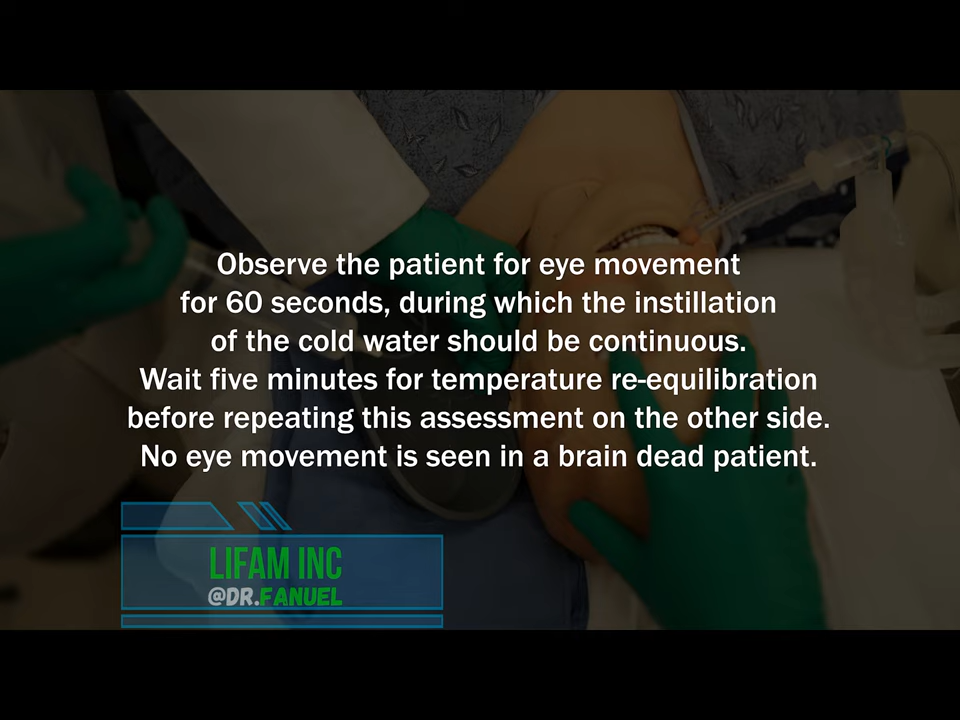 Observe the patient for eye movement
for 60 seconds, during which the instillation
of the cold water should be continuous.
Wait five minutes for temperature re-equilibration
before repeating this assessment on the other side.
No eye movement is seen in a brain dead patient.
LIFAM INC
@DR.FANUEL